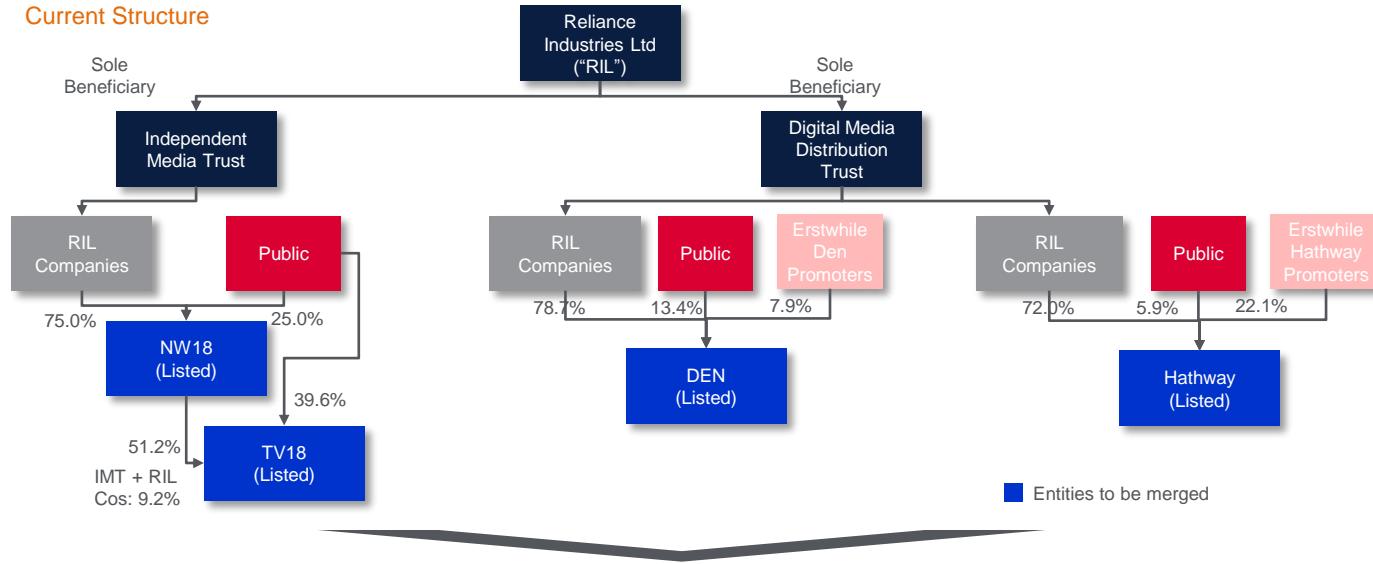 Current Structure
Reliance
Industries Ltd
(“RIL”)
Sole
Beneficiary
Sole
Beneficiary
Independent
Media Trust
Digital Media
Distribution
Trust
RIL
Companies
Public
RIL
Companies
Public
Erstwhile
Den
Promoters
RIL
Companies
Public
Erstwhile
Hathway
Promoters
75.0%
25.0%
78.7%
13.4%
7.9%
72.0%
5.9%
22.1%
NW18
(Listed)
DEN
(Listed)
Hathway
(Listed)
39.6%
51.2%
TV18
(Listed)
IMT + RIL
Cos: 9.2%
Entities to be merged